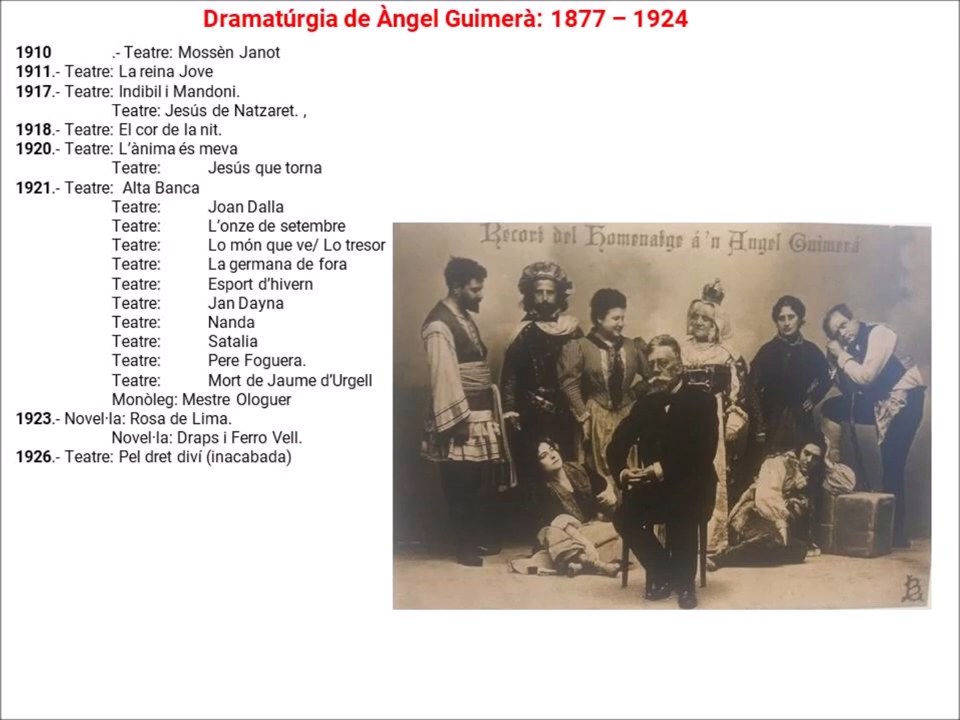 Dramatúrgia de Àngel Guimerà: 1877 – 1924
1910 .- Teatre: Mossèn Janot
1911.- Teatre: La reina Jove
1917.- Teatre: Indibil i Mandoni.
Teatre: Jesús de Natzaret. ,
1918.- Teatre: El cor de la nit.
1920.- Teatre: L’ànima és meva
Teatre: Jesús que torna
1921.- Teatre: Alta Banca
Teatre: Joan Dalla
Teatre: L’onze de setembre
Teatre: Lo món que ve/ Lo tresor
Teatre: La germana de fora
Teatre: Esport d’hivern
Teatre: Jan Dayna
Teatre: Nanda
Teatre: Satalia
Teatre: Pere Foguera.
Teatre: Mort de Jaume d’Urgell
Monòleg: Mestre Ologuer
1923.- Novel·la: Rosa de Lima.
Novel·la: Draps i Ferro Vell.
1926.- Teatre: Pel dret diví (inacabada)
Recort del Homenatge á’n Angel Guimerá